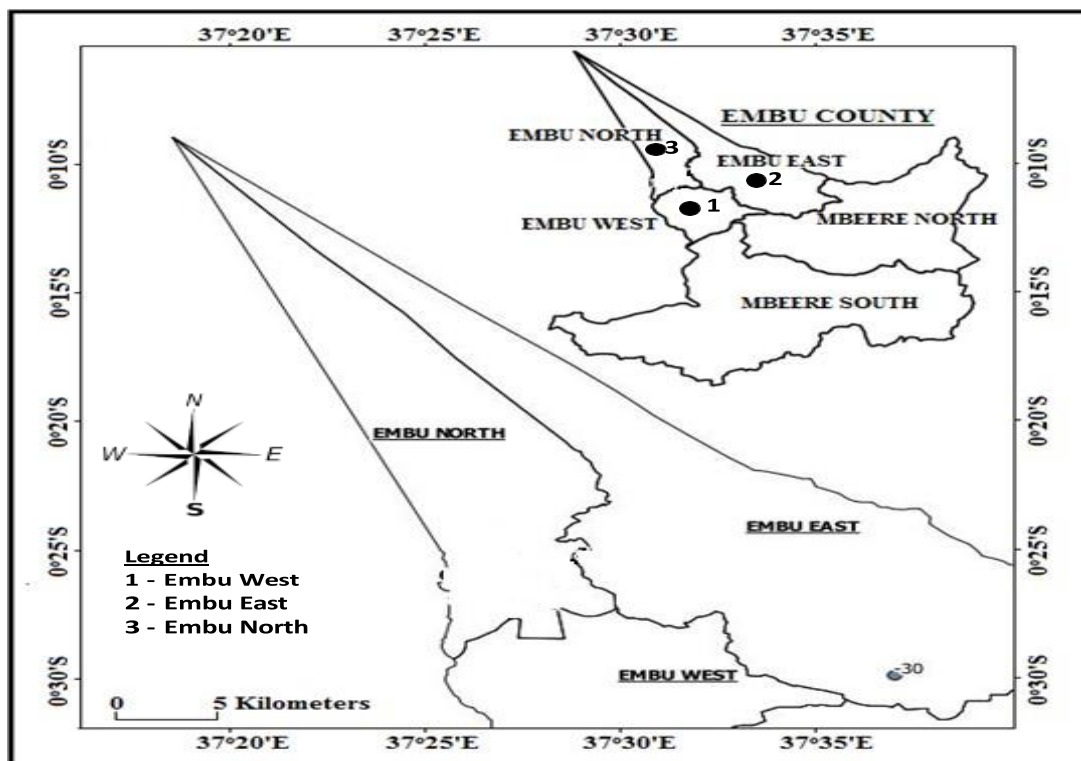 37°20'E 37°25'E 37°30'E 37°35'E
EMBU COUNTY
EMBU NORTH
3
EMBU EAST
2
1
EMBU WEST
MBEERE NORTH
MBEERE SOUTH
0°10'S 0°10'S
0°15'S 0°15'S
0°20'S 0°20'S
0°25'S 0°25'S
0°30'S 0°30'S
N
W E
S
EMBU NORTH
EMBU EAST
EMBU WEST
-30
Legend
1 - Embu West
2 - Embu East
3 - Embu North
0 5 Kilometers
37°20'E 37°25'E 37°30'E 37°35'E